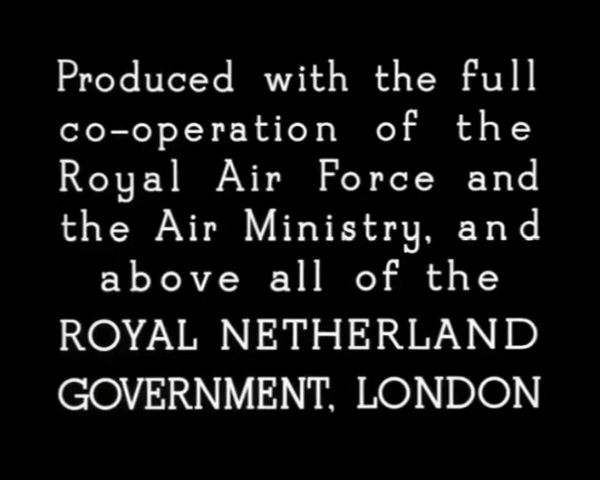 Produced with the full
co-operation of the
Royal Air Force and
the Air Ministry, and
above all of the
ROYAL NETHERLAND
GOVERNMENT, LONDON